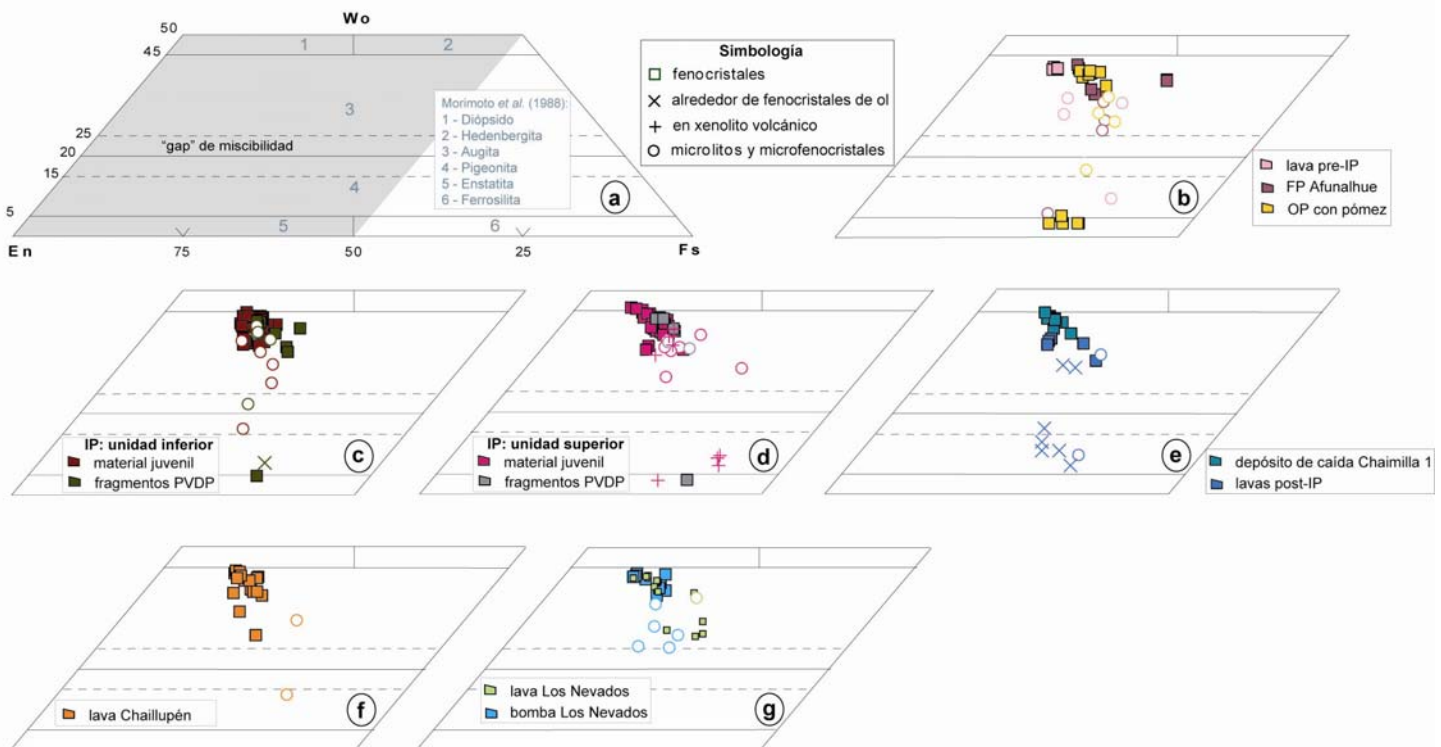 Wo
50
45
1
2
3
Morimoto et al. (1988):
1 - Diópsido
2 - Hedenbergita
3 - Augita
4 - Pigeonita
5 - Enstatita
6 - Ferrosilita
25
"gap" de miscibilidad
20
15
4
a
5
5
6
En
75
50
25
Fs
Simbología
fenocristales
alrededor de fenocristales de ol
en xenolito volcánico
microlitos y microfenocristales
b
lava pre-IP
FP Afunalhue
OP con pómez
IP: unidad inferior
material juvenil
fragmentos PVDP
c
IP: unidad superior
material juvenil
fragmentos PVDP
d
e
depósito de caída Chaimilla 1
lavas post-IP
lava Chaillupén
f
lava Los Nevados
bomba Los Nevados
g